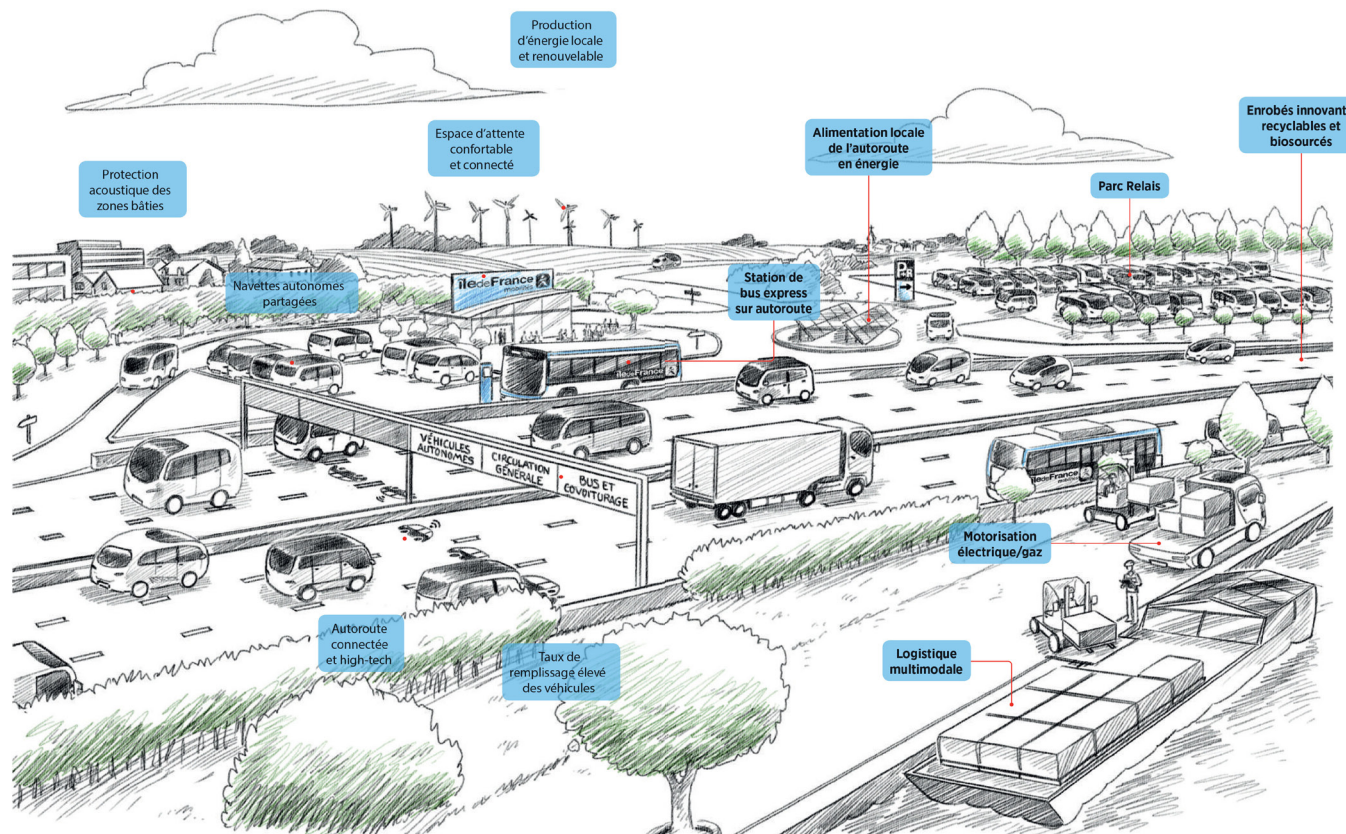 Production
d’énergie locale
et renouvelable
Espace d’attente
confortable
et connecté
Alimentation locale
de l’autoroute
en énergie
Enrobés innovant
recyclables et
biosourcés
Protection
acoustique des
zones bâties
Parc Relais
Navettes autonomes
partagées
îledeFrance
mobilités
Station de
bus express
sur autoroute
îledeFrance
VÉHICULES
AUTONOMES
CIRCULATION
GÉNÉRALE
BUS ET
COVOITURAGE
îledeFrance
Motorisation
électrique/gaz
Autoroute
connectée
et high-tech
Taux de
remplissage élevé
des véhicules
Logistique
multimodale